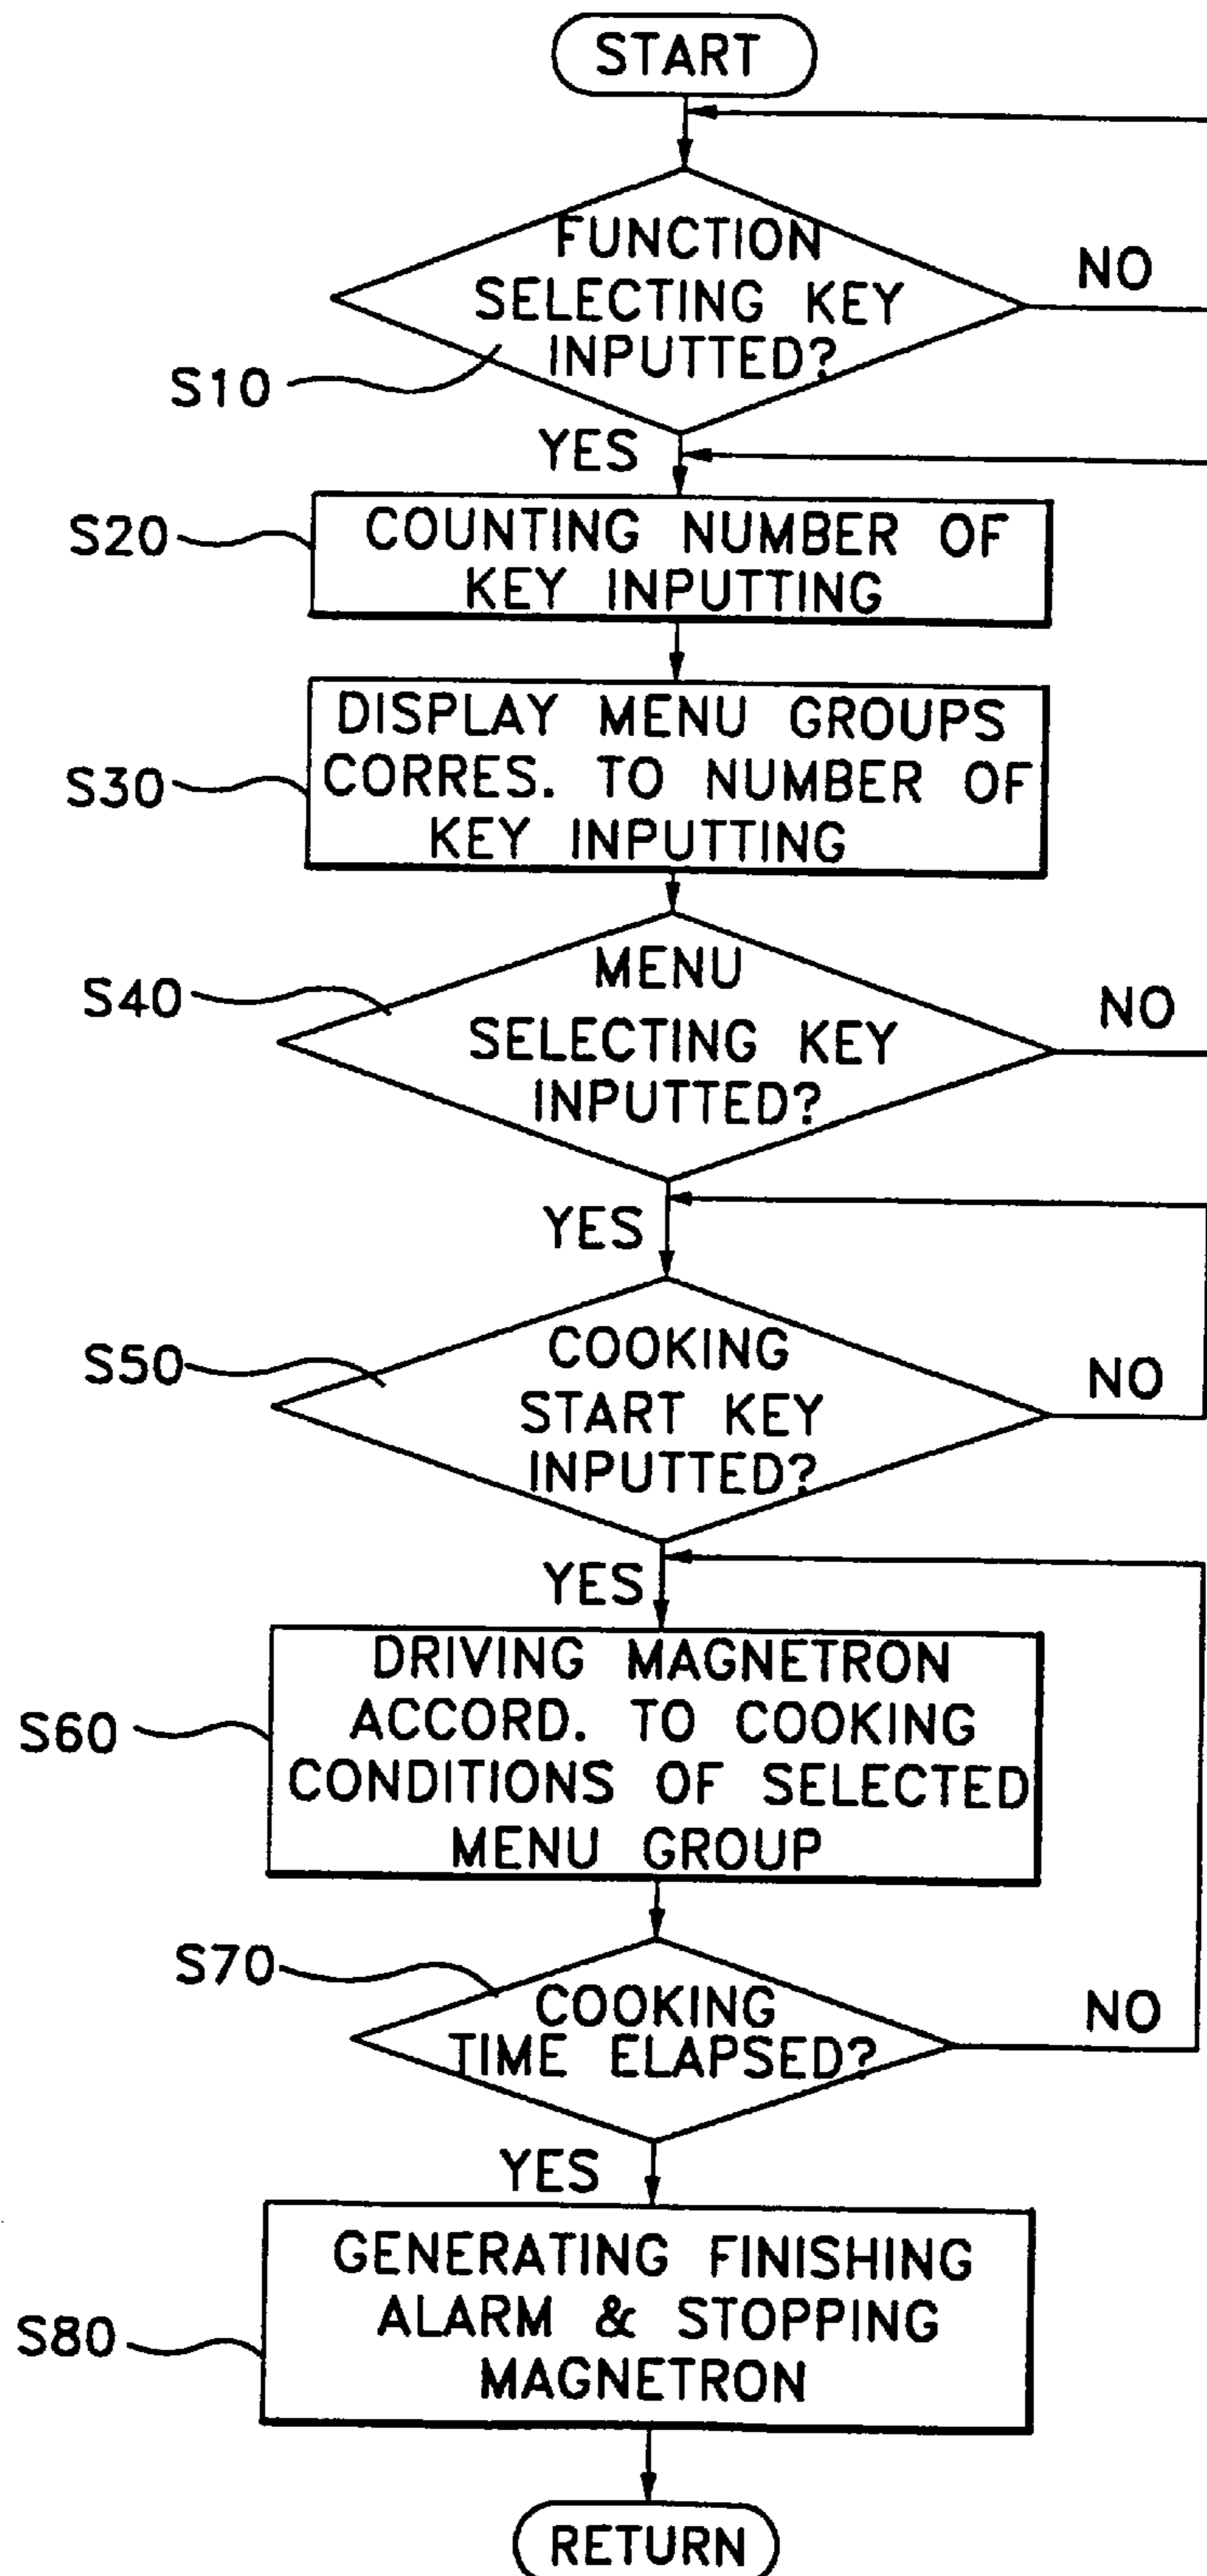 START
FUNCTION
SELECTING KEY
INPUTTED?
NO
S10
YES
S20
COUNTING NUMBER OF
KEY INPUTTING
S30
DISPLAY MENU GROUPS
CORRES. TO NUMBER OF
KEY INPUTTING
S40
MENU
SELECTING KEY
INPUTTED?
NO
YES
S50
COOKING
START KEY
INPUTTED?
NO
YES
S60
DRIVING MAGNETRON
ACCORD. TO COOKING
CONDITIONS OF SELECTED
MENU GROUP
S70
COOKING
TIME ELAPSED?
NO
YES
S80
GENERATING FINISHING
ALARM & STOPPING
MAGNETRON
RETURN